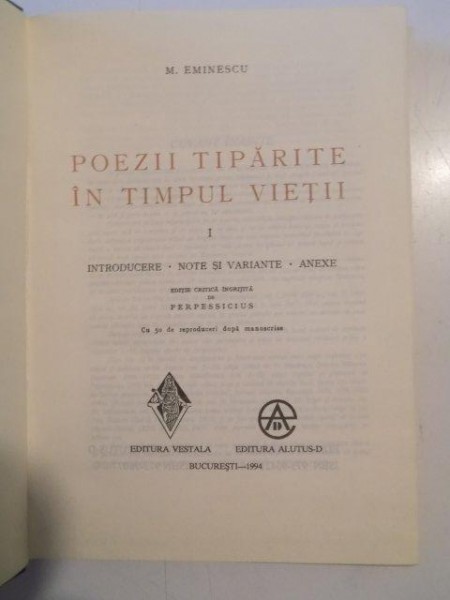 M. EMINESCU
POEZII TIPĂRITE
ÎN TIMPUL VIEȚII
I
INTRODUCERE • NOTE ȘI VARIANTE • ANEXE
EDIȚIE CRITICĂ ÎNGRIJITĂ
DE
PERPESSICIUS
Cu 50 de reproduceri după manuscrise
EDITURA VESTALA EDITURA ALUTUS-D
BUCUREȘTI—1994